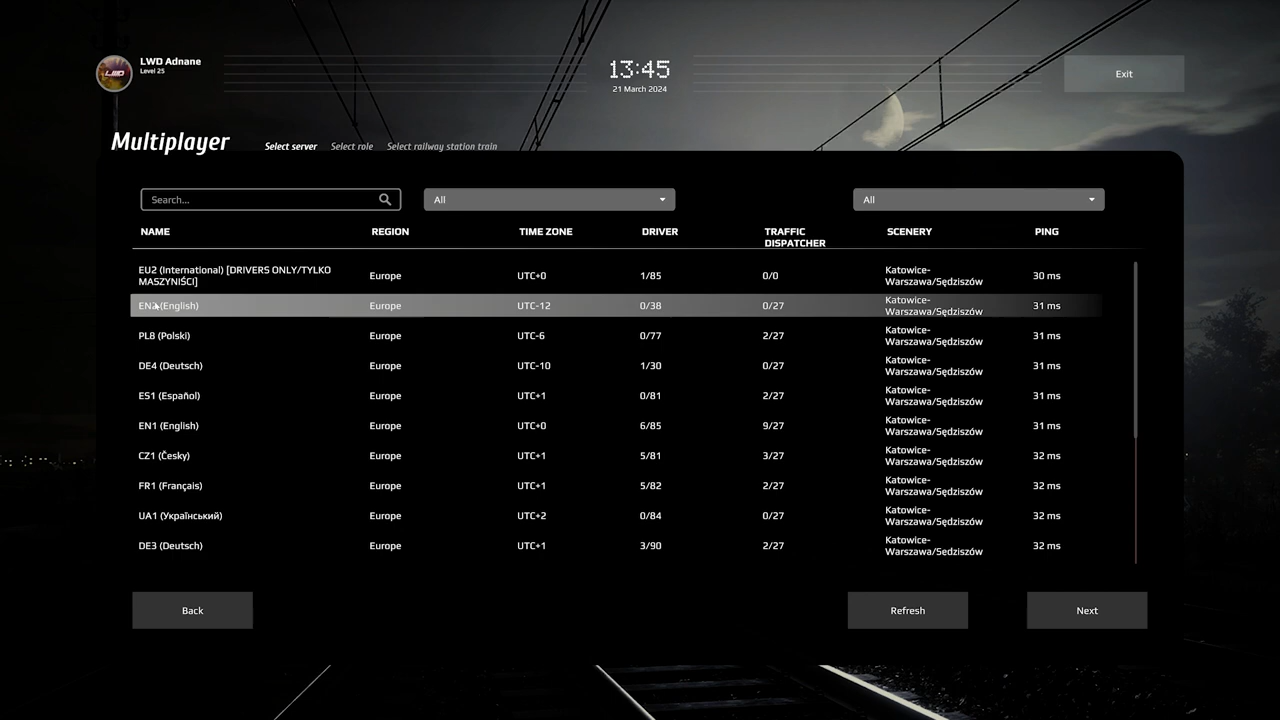 LWD Adnane
Level 25
LWD
13:45
21 March 2024
Exit
Multiplayer
Select server
Select role
Select railway station train
Search...
All
All
NAME
REGION
TIME ZONE
DRIVER
TRAFFIC
DISPATCHER
SCENERY
PING
EU2 (International) [DRIVERS ONLY/TYLKO
MASZYNIŚCI]
Europe
UTC+0
1/85
0/0
Katowice-
Warszawa/Sędziszów
30 ms
EN2 (English)
Europe
UTC-12
0/38
0/27
Katowice-
Warszawa/Sędziszów
31 ms
PL8 (Polski)
Europe
UTC-6
0/77
2/27
Katowice-
Warszawa/Sędziszów
31 ms
DE4 (Deutsch)
Europe
UTC-10
1/30
0/27
Katowice-
Warszawa/Sędziszów
31 ms
ES1 (Español)
Europe
UTC+1
0/81
2/27
Katowice-
Warszawa/Sędziszów
31 ms
EN1 (English)
Europe
UTC+0
6/85
9/27
Katowice-
Warszawa/Sędziszów
31 ms
CZ1 (Česky)
Europe
UTC+1
5/81
3/27
Katowice-
Warszawa/Sędziszów
32 ms
FR1 (Français)
Europe
UTC+1
5/82
2/27
Katowice-
Warszawa/Sędziszów
32 ms
UA1 (Український)
Europe
UTC+2
0/84
0/27
Katowice-
Warszawa/Sędziszów
32 ms
DE3 (Deutsch)
Europe
UTC+1
3/90
2/27
Katowice-
Warszawa/Sędziszów
32 ms
Back
Refresh
Next